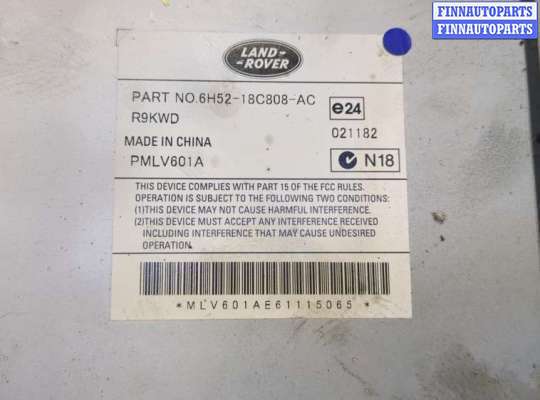 FINNAUTOPARTS
FINNAUTOPARTS
LAND-
-ROVER
PART NO.6H52-18C808-AC
e24
R9KWD
021182
MADE IN CHINA
PMLV601A
N18
THIS DEVICE COMPLIES WITH PART 15 OF THE FCC RULES.
OPERATION IS SUBJECT TO THE FOLLOWING TWO CONDITIONS:
(1)THIS DEVICE MAY NOT CAUSE HARMFUL INTERFERENCE.
(2)THIS DEVICE MUST ACCEPT ANY INTERFERENCE RECEIVED
INCLUDING INTERFERENCE THAT MAY CAUSE UNDESIRED
OPERATION.
*MLV601AE61115065*
FINNAUTOPARTS
FINNAUTOPARTS